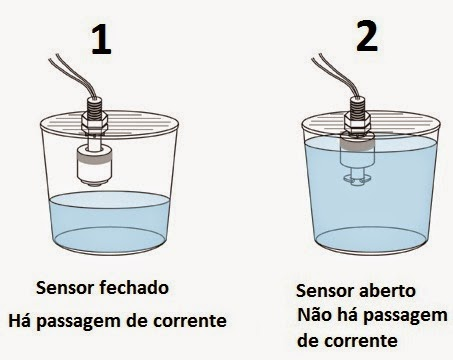 1
Sensor fechado
Há passagem de corrente
2
Sensor aberto
Não há passagem
de corrente